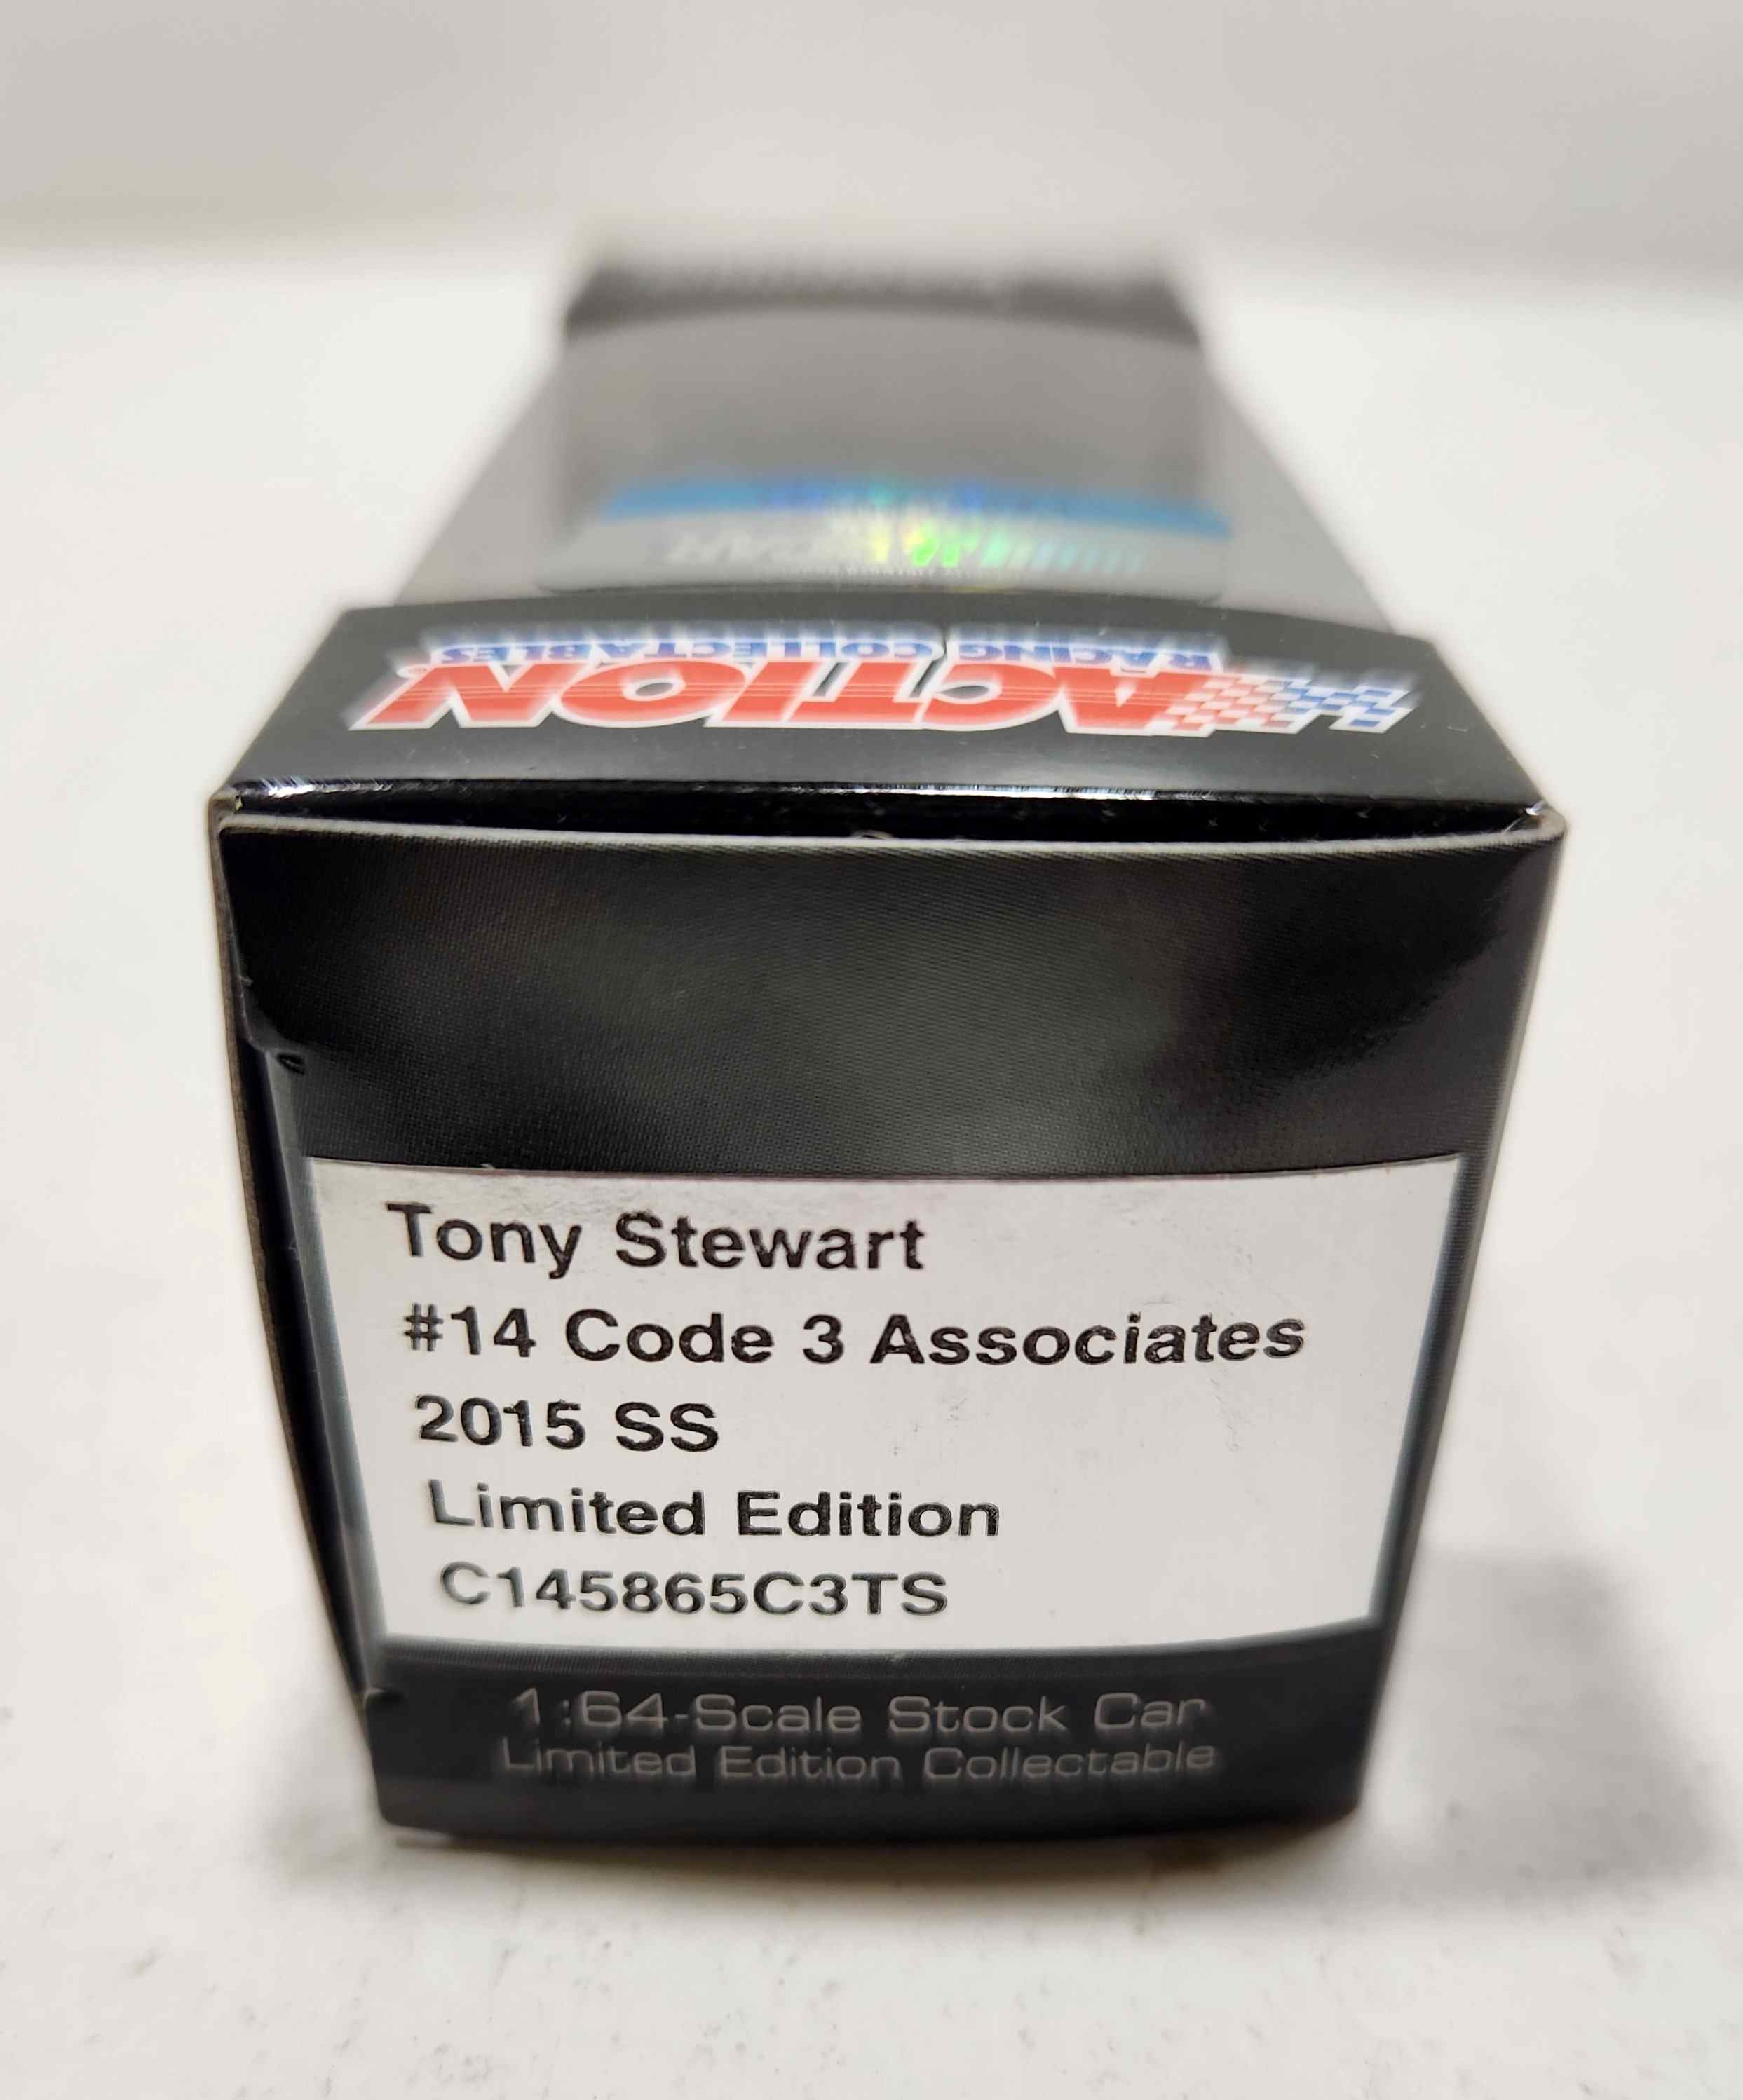 ACTION
RACING COLLECTABLES
Tony Stewart
#14 Code 3 Associates
2015 SS
Limited Edition
C145865C3TS
1:64-Scale Stock Car
Limited Edition Collectable